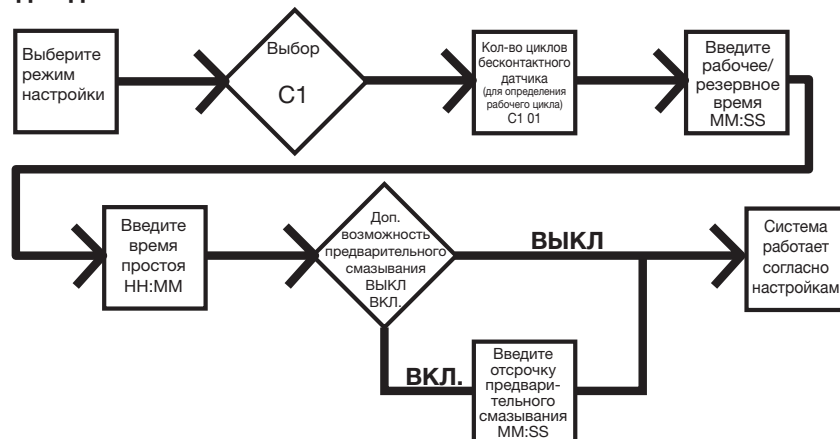 Выберите
режим
настройки
Выбор
C1
Кол-во циклов
бесконтактного
датчика
(для определения
рабочего цикла)
C1 01
Введите
рабочее/
резервное
время
MM:SS
Введите
время
простоя
HH:MM
Доп.
возможность
предварительного
смазывания
ВЫКЛ
ВКЛ.
ВЫКЛ
ВКЛ.
Введите
отсрочку
предвари-
тельного
смазывания
MM:SS
Система
работает
согласно
настройкам